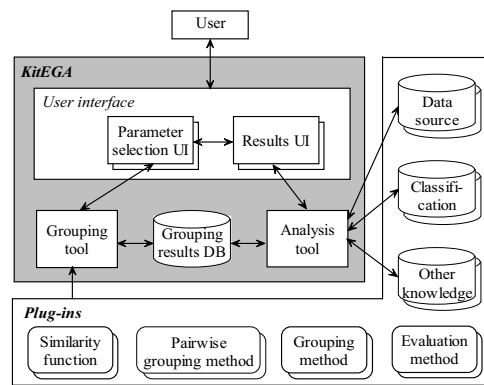 User
KitEGA
User interface
Parameter
selection UI
Results UI
Data
source
Classifi-
cation
Grouping
tool
Grouping
results DB
Analysis
tool
Other
knowledge
Plug-ins
Similarity
function
Pairwise
grouping method
Grouping
method
Evaluation
method